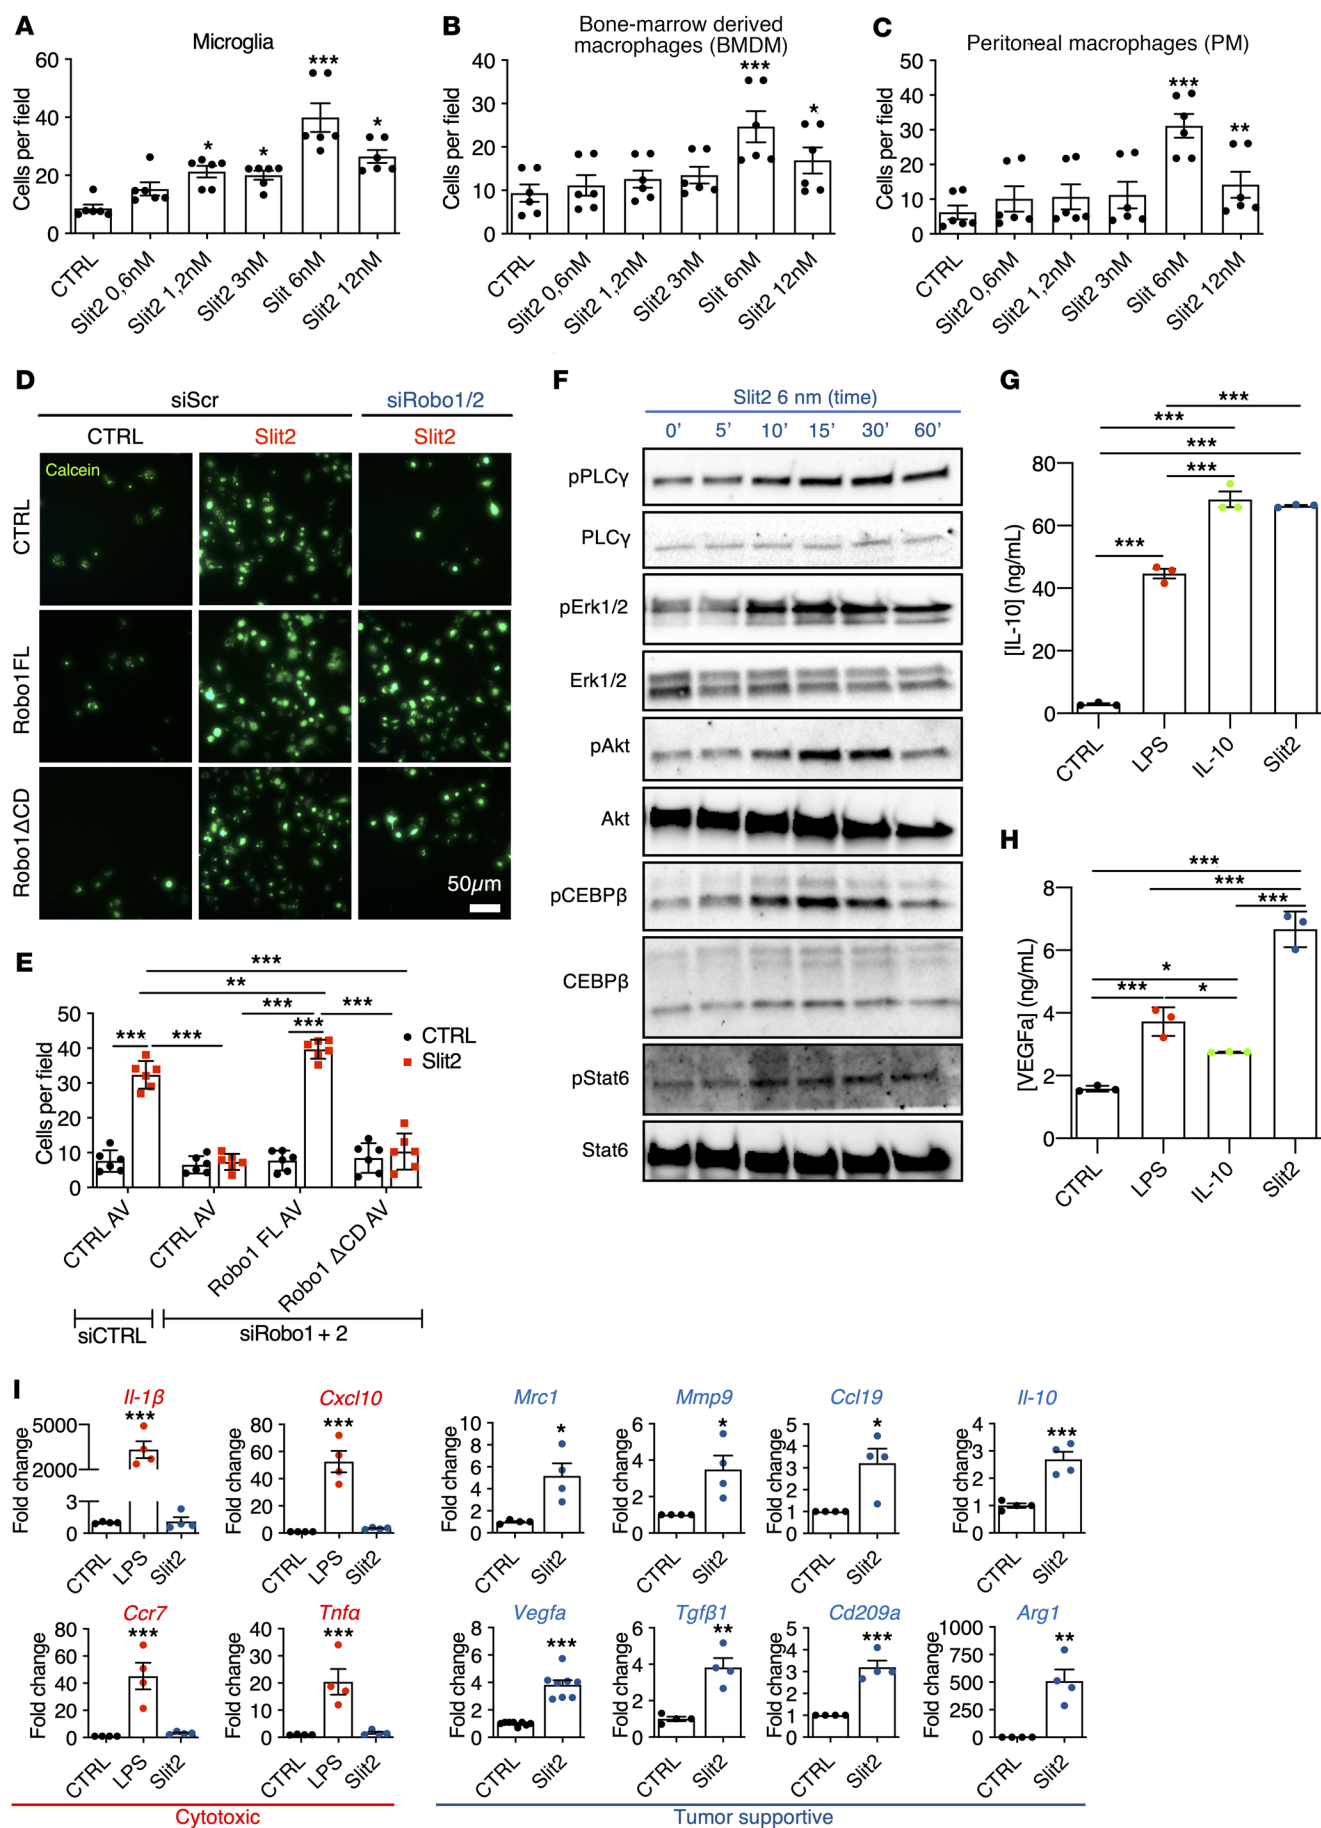 A
Microglia
Cells per field
60
40
20
0
***
*
*
*
CTRL
Slit2 0,6nM
Slit2 1,2nM
Slit2 3nM
Slit 6nM
Slit2 12nM
B
Bone-marrow derived
macrophages (BMDM)
Cells per field
40
30
20
10
0
***
*
CTRL
Slit2 0,6nM
Slit2 1,2nM
Slit2 3nM
Slit 6nM
Slit2 12nM
C
Peritoneal macrophages (PM)
Cells per field
50
40
30
20
10
0
***
**
CTRL
Slit2 0,6nM
Slit2 1,2nM
Slit2 3nM
Slit 6nM
Slit2 12nM
D
siScr
siRobo1/2
CTRL
Slit2
Slit2
Calcein
CTRL
Robo1FL
Robo1ΔCD
50µm
E
Cells per field
50
40
30
20
10
0
***
**
***
***
***
***
***
CTRL
Slit2
CTRL AV
CTRL AV
Robo1 FL AV
Robo1 ΔCD AV
siCTRL
siRobo1 + 2
F
Slit2 6 nm (time)
0’ 5’ 10’ 15’ 30’ 60’
pPLCγ
PLCγ
pErk1/2
Erk1/2
pAkt
Akt
pCEBPβ
CEBPβ
pStat6
Stat6
G
[IL-10] (ng/mL)
80
60
40
20
0
***
***
***
***
***
CTRL
LPS
IL-10
Slit2
H
[VEGFa] (ng/mL)
8
6
4
2
0
***
***
***
*
***
*
CTRL
LPS
IL-10
Slit2
I
Il-1β
Fold change
5000
2000
3
0
***
CTRL
LPS
Slit2
Cxcl10
Fold change
80
60
40
20
0
***
CTRL
LPS
Slit2
Mrc1
Fold change
10
8
6
4
2
0
*
CTRL
Slit2
Mmp9
Fold change
6
4
2
0
*
CTRL
Slit2
Ccl19
Fold change
5
4
3
2
1
0
*
CTRL
Slit2
Il-10
Fold change
4
3
2
1
0
***
CTRL
Slit2
Ccr7
Fold change
80
60
40
20
0
***
CTRL
LPS
Slit2
Tnfα
Fold change
40
30
20
10
0
***
CTRL
LPS
Slit2
Vegfa
Fold change
8
6
4
2
0
***
CTRL
Slit2
Tgfβ1
Fold change
6
4
2
0
**
CTRL
Slit2
Cd209a
Fold change
5
4
3
2
1
0
***
CTRL
Slit2
Arg1
Fold change
1000
750
500
250
0
**
CTRL
Slit2
Cytotoxic
Tumor supportive